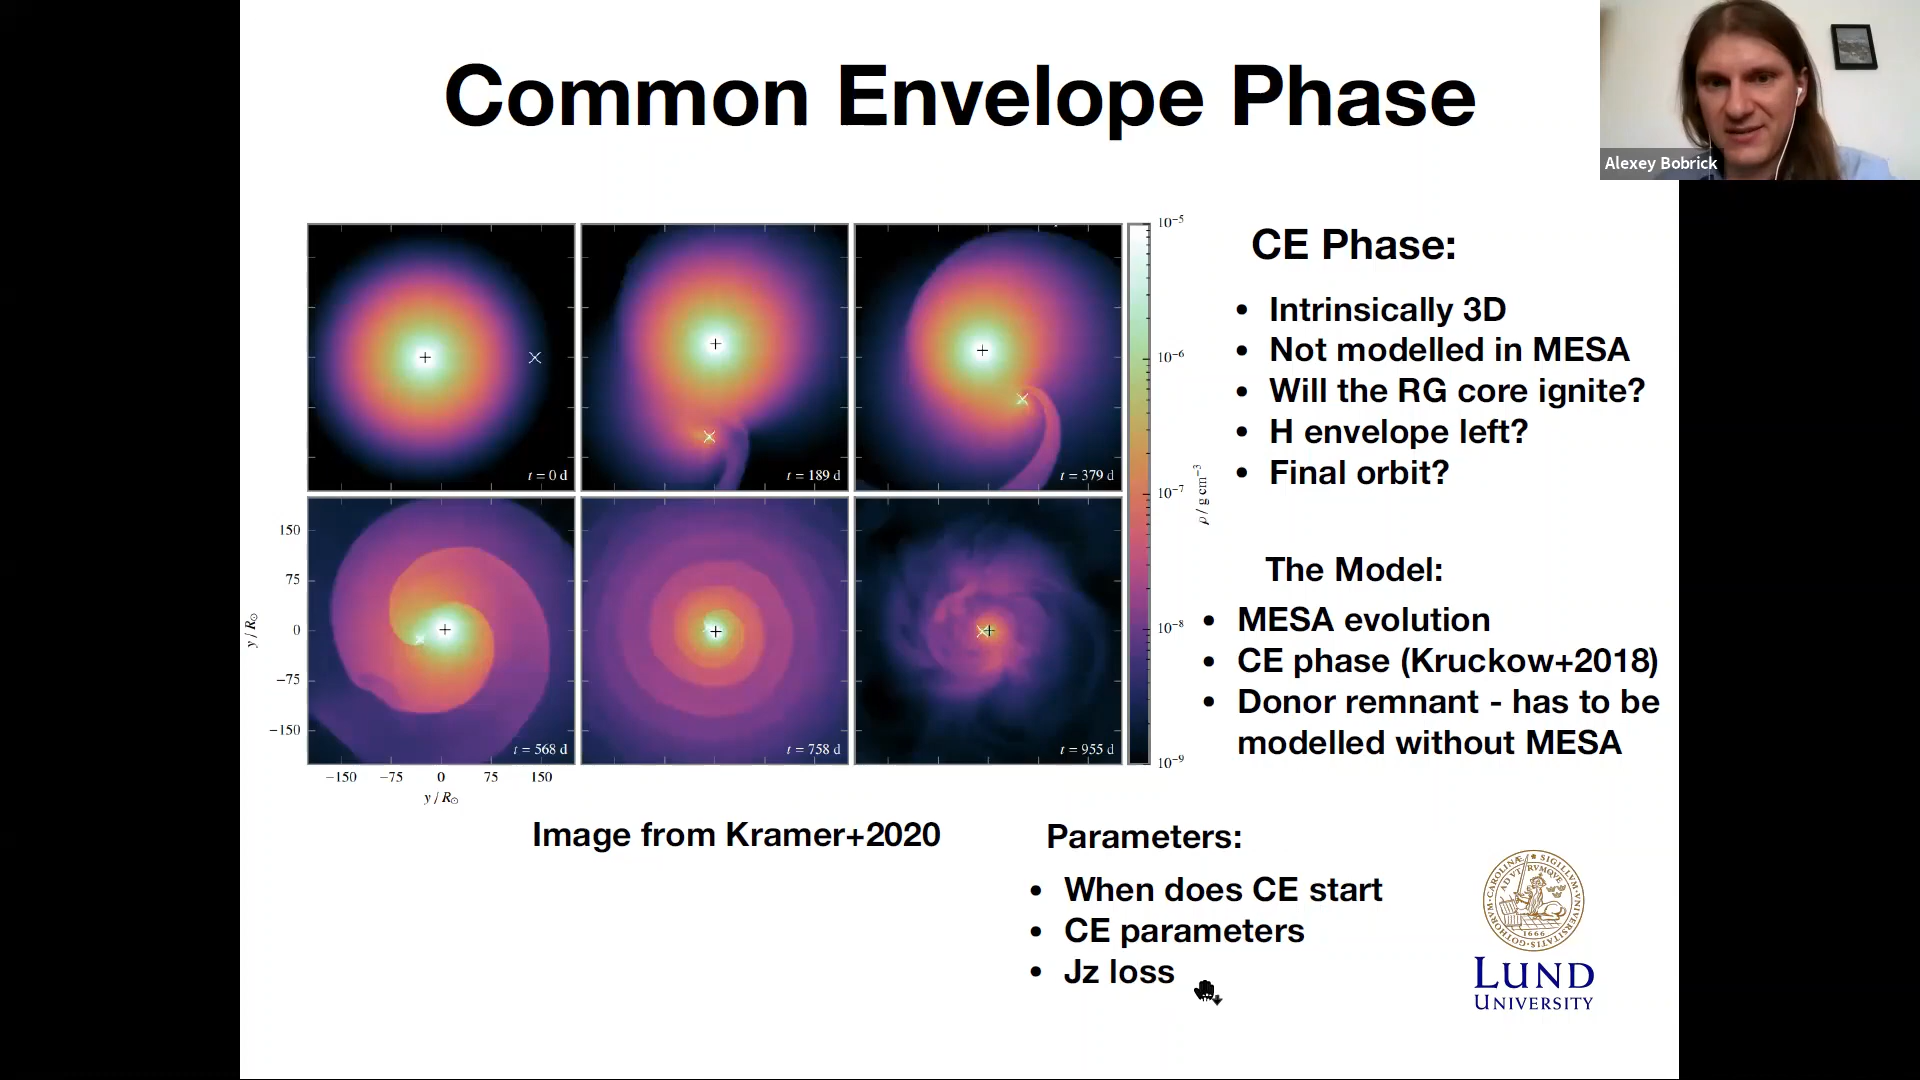 Common Envelope Phase
Alexey Bobrick
t = 0 d
t = 189 d
t = 379 d
t = 568 d
t = 758 d
t = 955 d
150
75
0
−75
−150
y / R⊙
−150 −75 0 75 150
y / R⊙
10⁻⁵
10⁻⁶
10⁻⁷
10⁻⁸
10⁻⁹
ρ / g cm⁻³
Image from Kramer+2020
CE Phase:
• Intrinsically 3D
• Not modelled in MESA
• Will the RG core ignite?
• H envelope left?
• Final orbit?
The Model:
• MESA evolution
• CE phase (Kruckow+2018)
• Donor remnant - has to be
modelled without MESA
Parameters:
• When does CE start
• CE parameters
• Jz loss
1666
LUND
UNIVERSITY